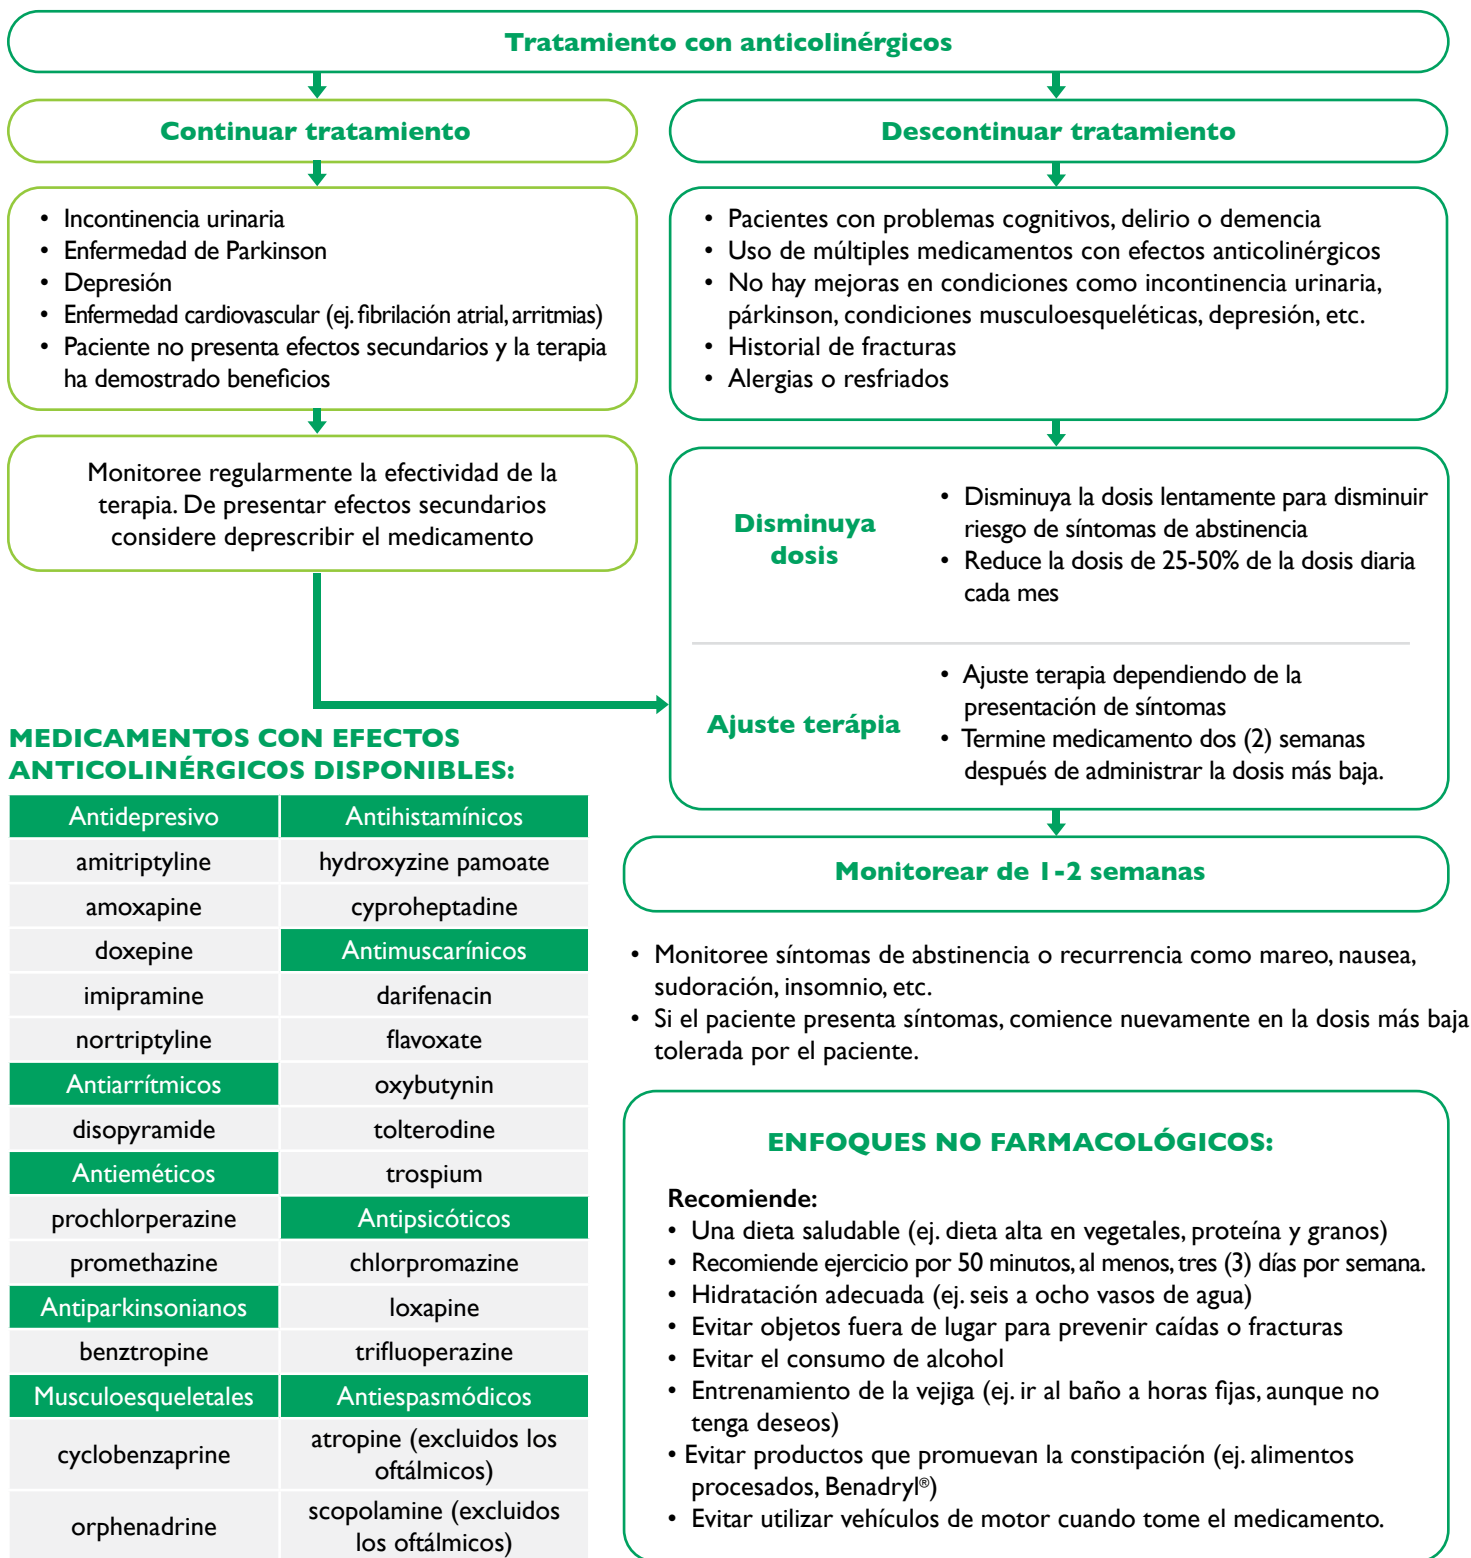 Tratamiento con anticolinérgicos
Continuar tratamiento
• Incontinencia urinaria
• Enfermedad de Parkinson
• Depresión
• Enfermedad cardiovascular (ej. fibrilación atrial, arritmias)
• Paciente no presenta efectos secundarios y la terapia
ha demostrado beneficios
Monitoree regularmente la efectividad de la
terapia. De presentar efectos secundarios
considere deprescribir el medicamento
Descontinuar tratamiento
• Pacientes con problemas cognitivos, delirio o demencia
• Uso de múltiples medicamentos con efectos anticolinérgicos
• No hay mejoras en condiciones como incontinencia urinaria,
párkinson, condiciones musculoesqueléticas, depresión, etc.
• Historial de fracturas
• Alergias o resfriados
Disminuya
dosis
• Disminuya la dosis lentamente para disminuir
riesgo de síntomas de abstinencia
• Reduce la dosis de 25-50% de la dosis diaria
cada mes
Ajuste terápia
• Ajuste terapia dependiendo de la
presentación de síntomas
• Termine medicamento dos (2) semanas
después de administrar la dosis más baja.
Monitorear de 1-2 semanas
• Monitoree síntomas de abstinencia o recurrencia como mareo, nausea,
sudoración, insomnio, etc.
• Si el paciente presenta síntomas, comience nuevamente en la dosis más baja
tolerada por el paciente.
MEDICAMENTOS CON EFECTOS
ANTICOLINÉRGICOS DISPONIBLES:
Antidepresivo
amitriptyline
amoxapine
doxepine
imipramine
nortriptyline
Antiarrítmicos
disopyramide
Antieméticos
prochlorperazine
promethazine
Antiparkinsonianos
benztropine
Musculoesqueletales
cyclobenzaprine
orphenadrine
Antihistamínicos
hydroxyzine pamoate
cyproheptadine
Antimuscarínicos
darifenacin
flavoxate
oxybutynin
tolterodine
trospium
Antipsicóticos
chlorpromazine
loxapine
trifluoperazine
Antiespasmódicos
atropine (excluidos los
oftálmicos)
scopolamine (excluidos
los oftálmicos)
ENFOQUES NO FARMACOLÓGICOS:
Recomiende:
• Una dieta saludable (ej. dieta alta en vegetales, proteína y granos)
• Recomiende ejercicio por 50 minutos, al menos, tres (3) días por semana.
• Hidratación adecuada (ej. seis a ocho vasos de agua)
• Evitar objetos fuera de lugar para prevenir caídas o fracturas
• Evitar el consumo de alcohol
• Entrenamiento de la vejiga (ej. ir al baño a horas fijas, aunque no
tenga deseos)
• Evitar productos que promuevan la constipación (ej. alimentos
procesados, Benadryl®)
• Evitar utilizar vehículos de motor cuando tome el medicamento.